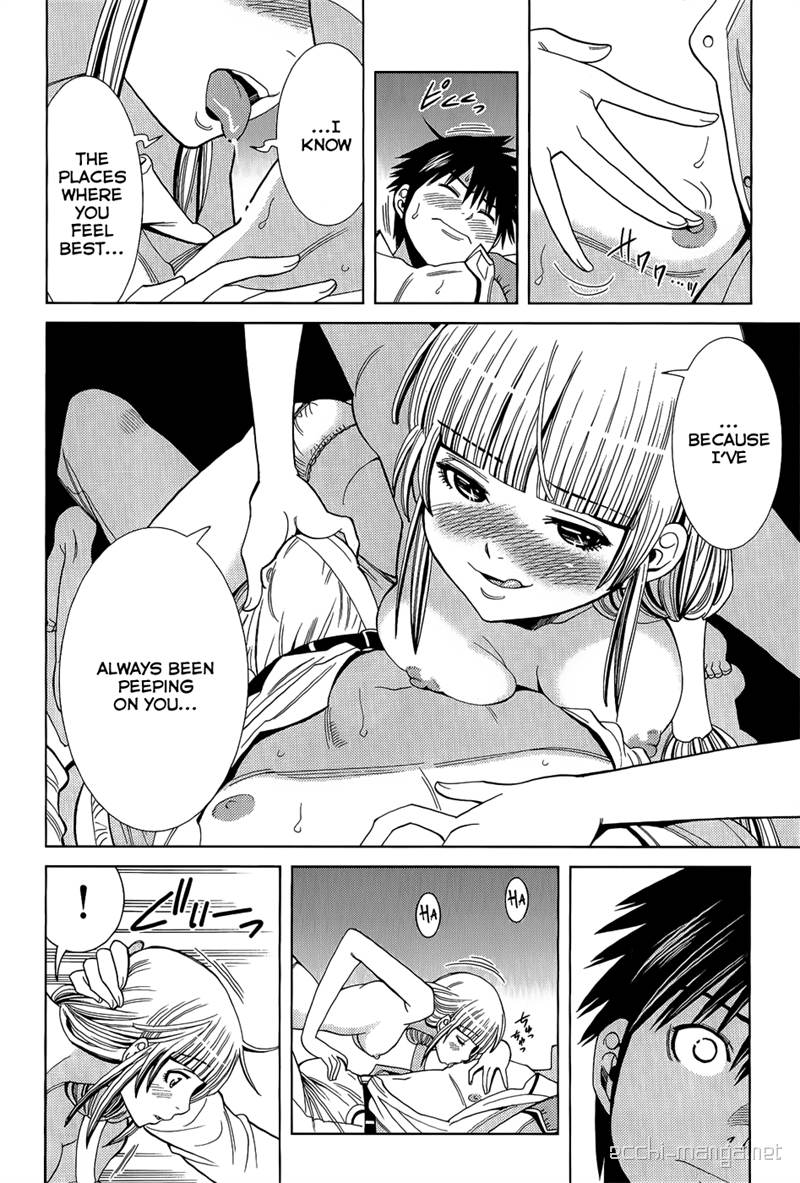 ...I
KNOW
THE
PLACES
WHERE
YOU
FEEL
BEST...
...
BECAUSE
I'VE
ALWAYS BEEN
PEEPING
ON YOU...
HA
HA
!
ecchi-manga.net